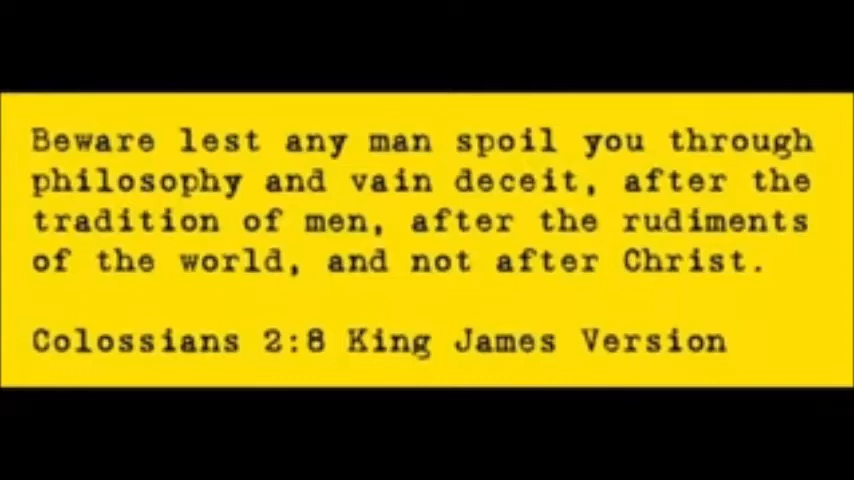 Beware lest any man spoil you through
philosophy and vain deceit, after the
tradition of men, after the rudiments
of the world, and not after Christ.
Colossians 2:8 King James Version